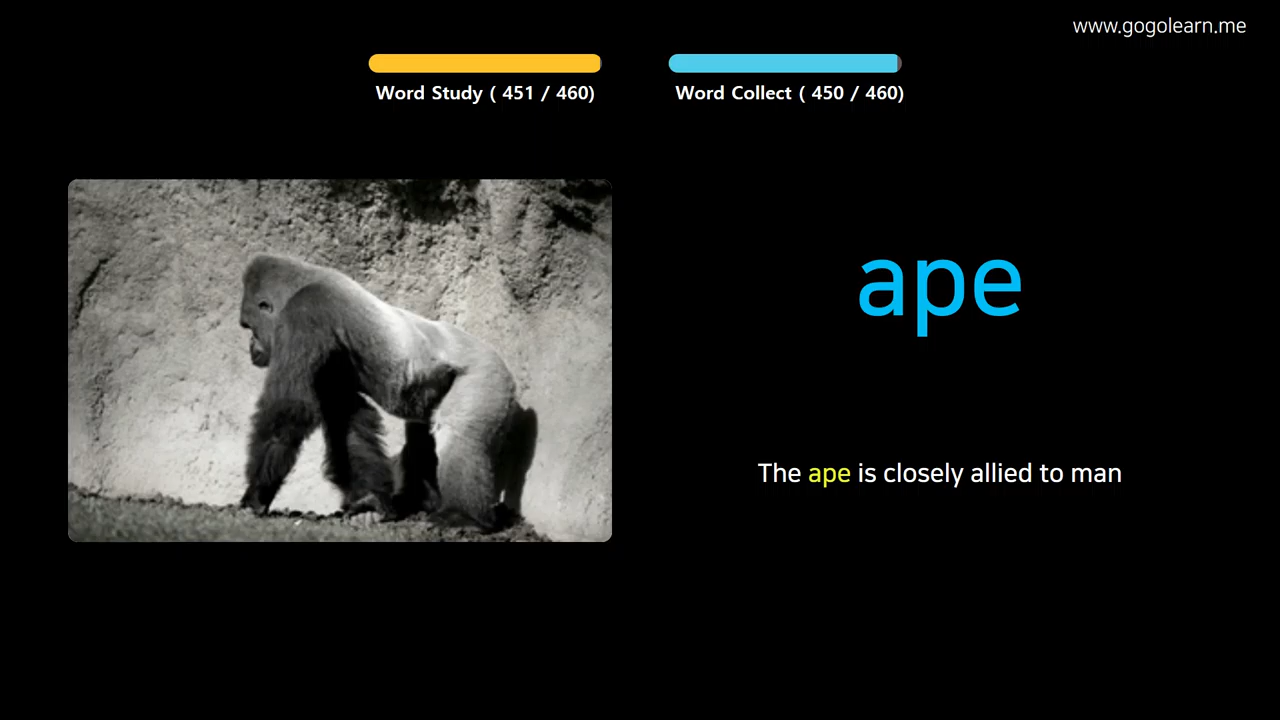 www.gogolearn.me
Word Study ( 451 / 460)
Word Collect ( 450 / 460)
ape
The ape is closely allied to man